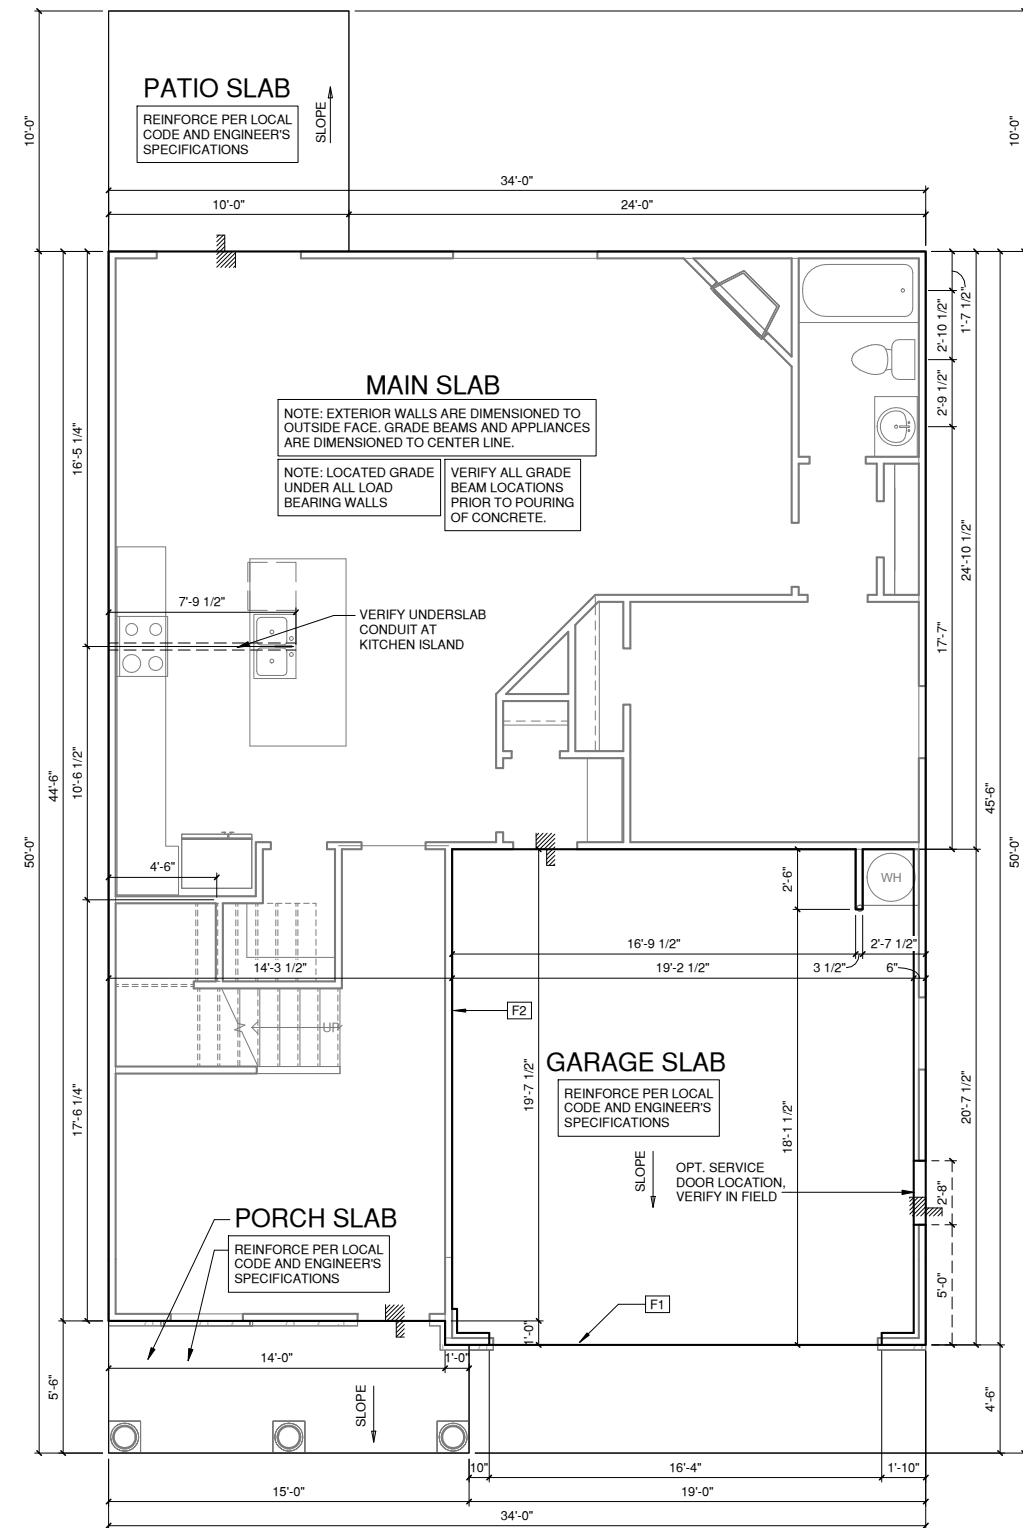 10'-0"
PATIO SLAB
REINFORCE PER LOCAL
CODE AND ENGINEER'S
SPECIFICATIONS
SLOPE
10'-0"
34'-0"
10'-0"
24'-0"
1'-7 1/2"
2'-10 1/2"
2'-9 1/2"
16'-5 1/4"
MAIN SLAB
NOTE: EXTERIOR WALLS ARE DIMENSIONED TO
OUTSIDE FACE. GRADE BEAMS AND APPLIANCES
ARE DIMENSIONED TO CENTER LINE.
NOTE: LOCATED GRADE
UNDER ALL LOAD
BEARING WALLS
VERIFY ALL GRADE
BEAM LOCATIONS
PRIOR TO POURING
OF CONCRETE.
24'-10 1/2"
7'-9 1/2"
VERIFY UNDERSLAB
CONDUIT AT
KITCHEN ISLAND
17'-7"
10'-6 1/2"
44'-6"
50'-0"
45'-6"
50'-0"
4'-6"
2'-6"
WH
16'-9 1/2"
2'-7 1/2"
14'-3 1/2"
19'-2 1/2"
3 1/2"
6"
F2
UP
GARAGE SLAB
REINFORCE PER LOCAL
CODE AND ENGINEER'S
SPECIFICATIONS
19'-7 1/2"
18'-1 1/2"
20'-7 1/2"
17'-6 1/4"
SLOPE
OPT. SERVICE
DOOR LOCATION,
VERIFY IN FIELD
2'-8"
PORCH SLAB
REINFORCE PER LOCAL
CODE AND ENGINEER'S
SPECIFICATIONS
5'-0"
F1
1'-0"
14'-0"
1'-0"
5'-6"
SLOPE
4'-6"
10"
16'-4"
1'-10"
15'-0"
19'-0"
34'-0"